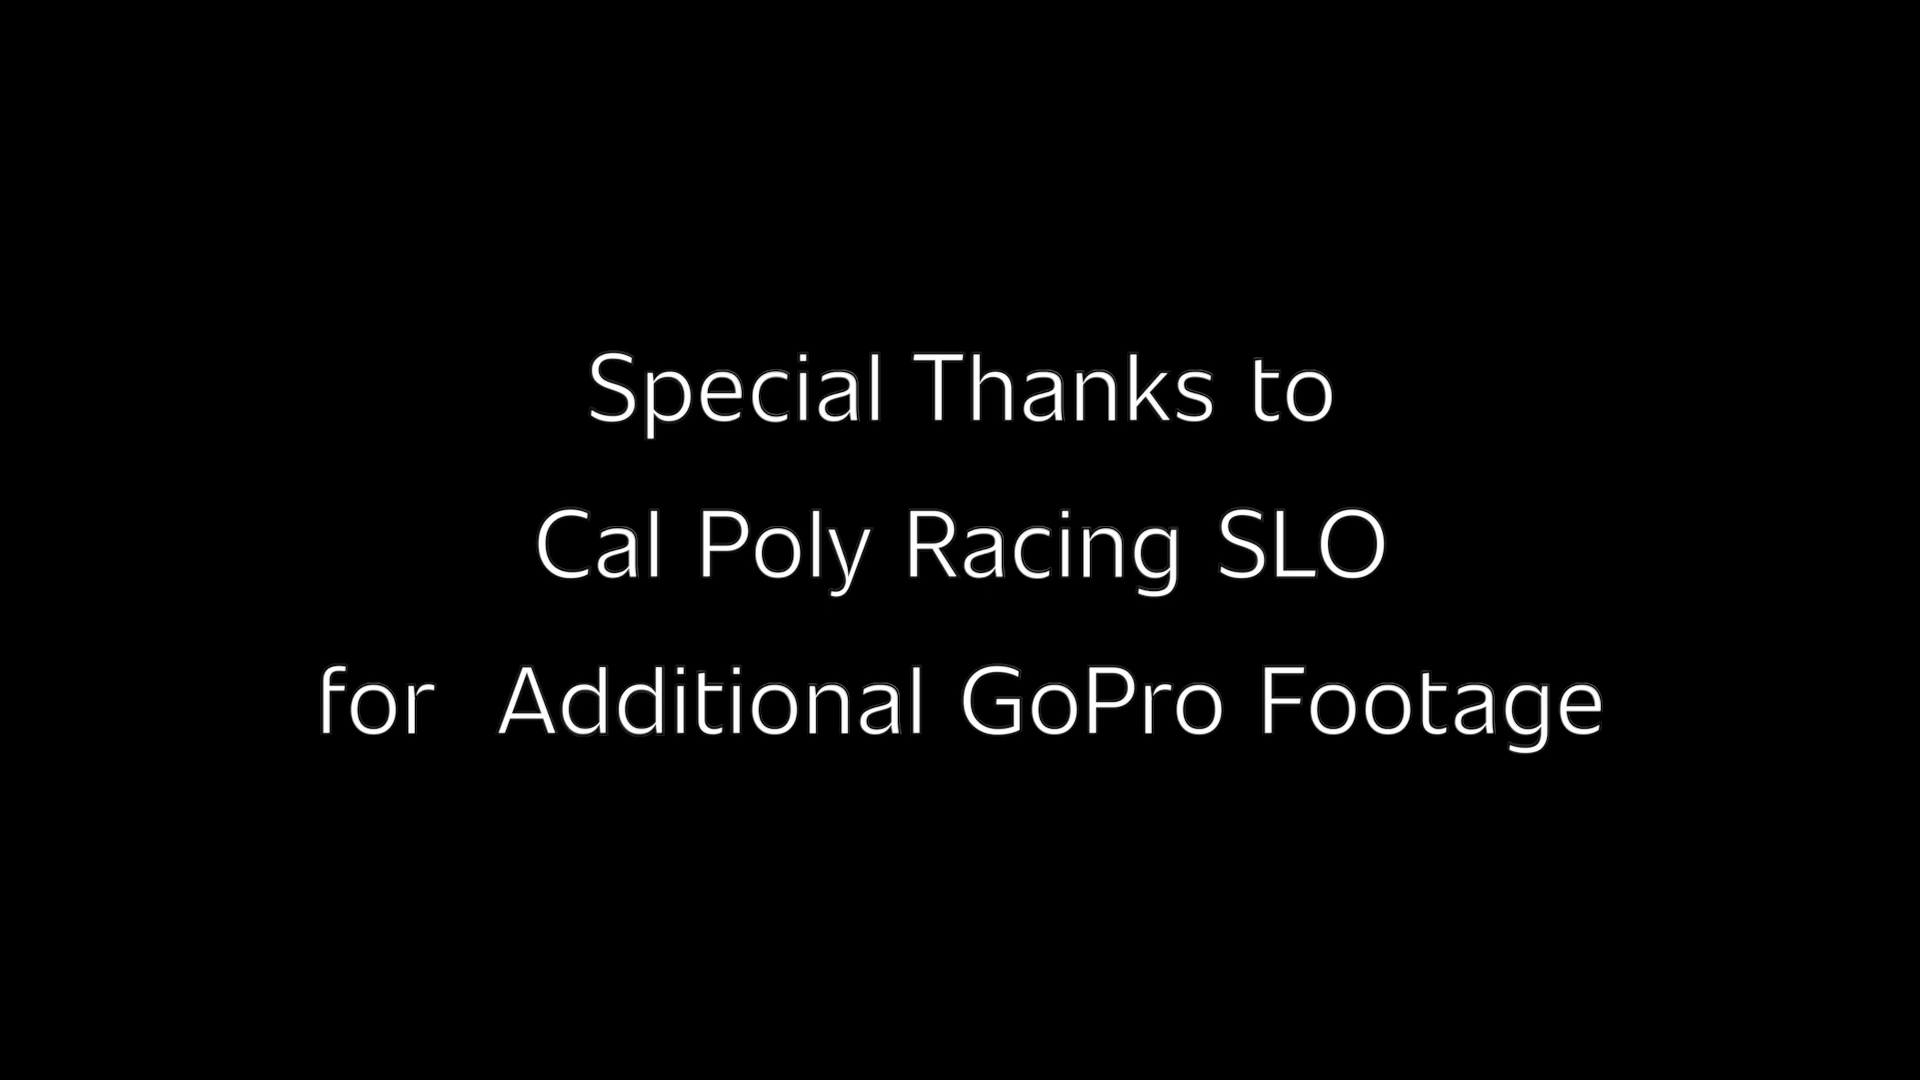 Special Thanks to
Cal Poly Racing SLO
for  Additional GoPro Footage